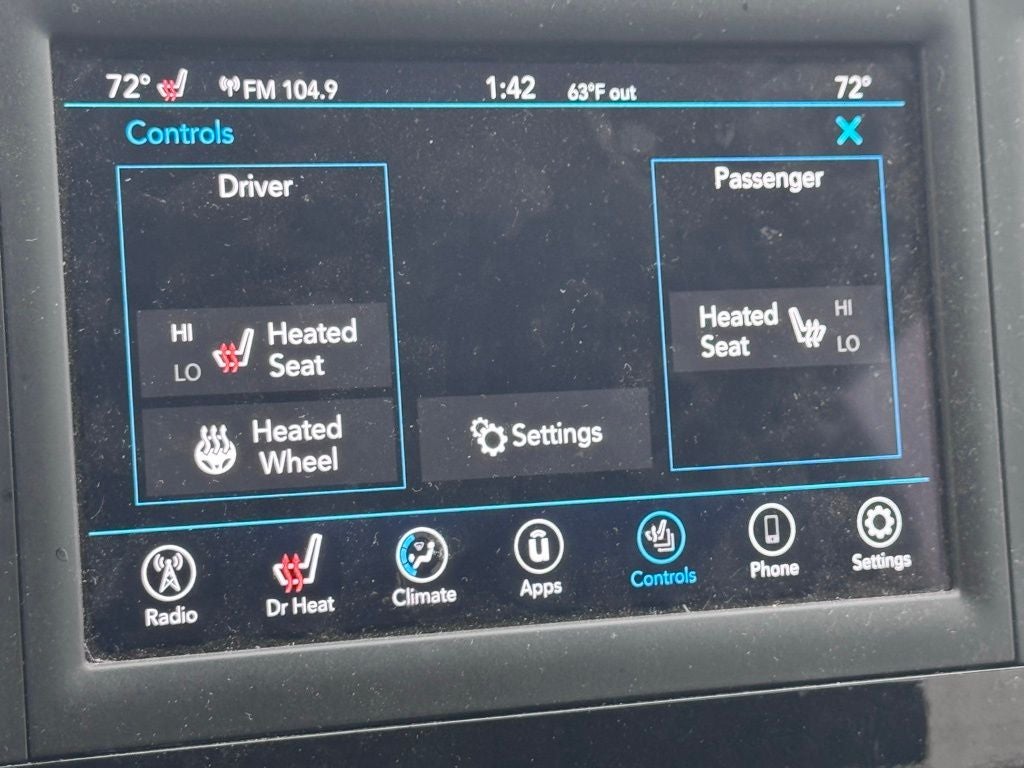 72° FM 104.9 1:42 63°F out 72°
Controls X
Driver
Passenger
HI
LO
Heated
Seat
Heated
Seat
HI
LO
Heated
Wheel
Settings
Radio Dr Heat Climate Apps Controls Phone Settings